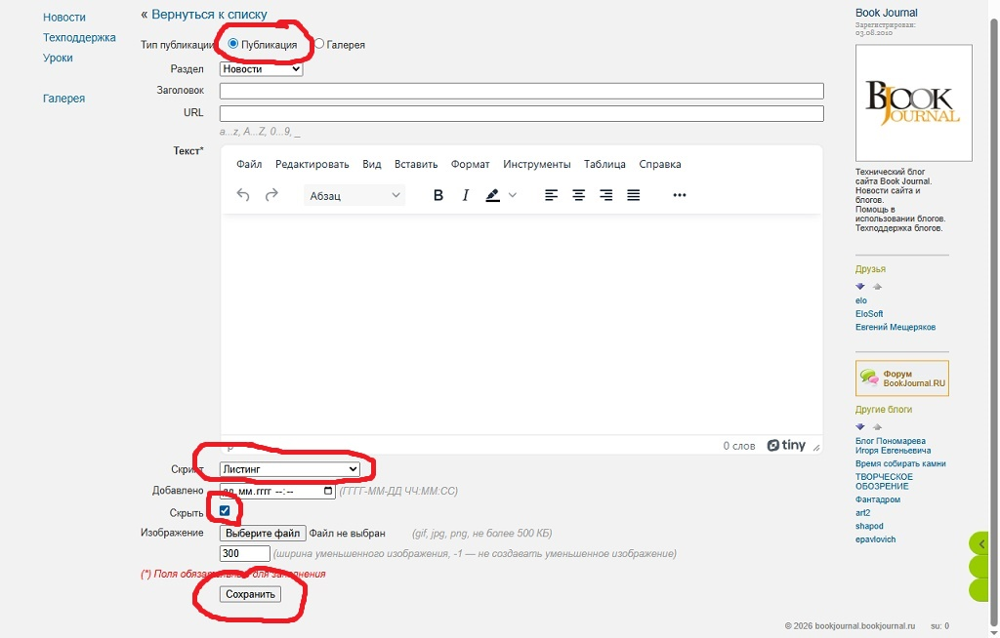 Новости
Техподдержка
Уроки
Галерея
« Вернуться к списку
Тип публикации Публикация Галерея
Раздел Новости
Заголовок
URL
a...z, A...Z, 0...9, _
Текст*
Файл Редактировать Вид Вставить Формат Инструменты Таблица Справка
Абзац B I
0 слов tiny
Скрипт Листинг
Добавлено дд.мм.гггг --:-- (ГГГГ-ММ-ДД ЧЧ:ММ:СС)
Скрыть
Изображение Выберите файл Файл не выбран (gif, jpg, png, не более 500 КБ)
300 (ширина уменьшенного изображения, -1 — не создавать уменьшенное изображение)
(*) Поля обязательные для заполнения
Сохранить
Book Journal
Зарегистрирован:
03.08.2010
BOOK
JOURNAL
Технический блог
сайта Book Journal.
Новости сайта и
блогов.
Помощь в
использовании блогов.
Техподдержка блогов.
Друзья
elo
EloSoft
Евгений Мещеряков
Форум
BookJournal.RU
Другие блоги
Блог Пономарева
Игоря Евгеньевича
Время собирать камни
ТВОРЧЕСКОЕ
ОБОЗРЕНИЕ
Фантадром
art2
shapod
epavlovich
© 2026 bookjournal.bookjournal.ru su: 0